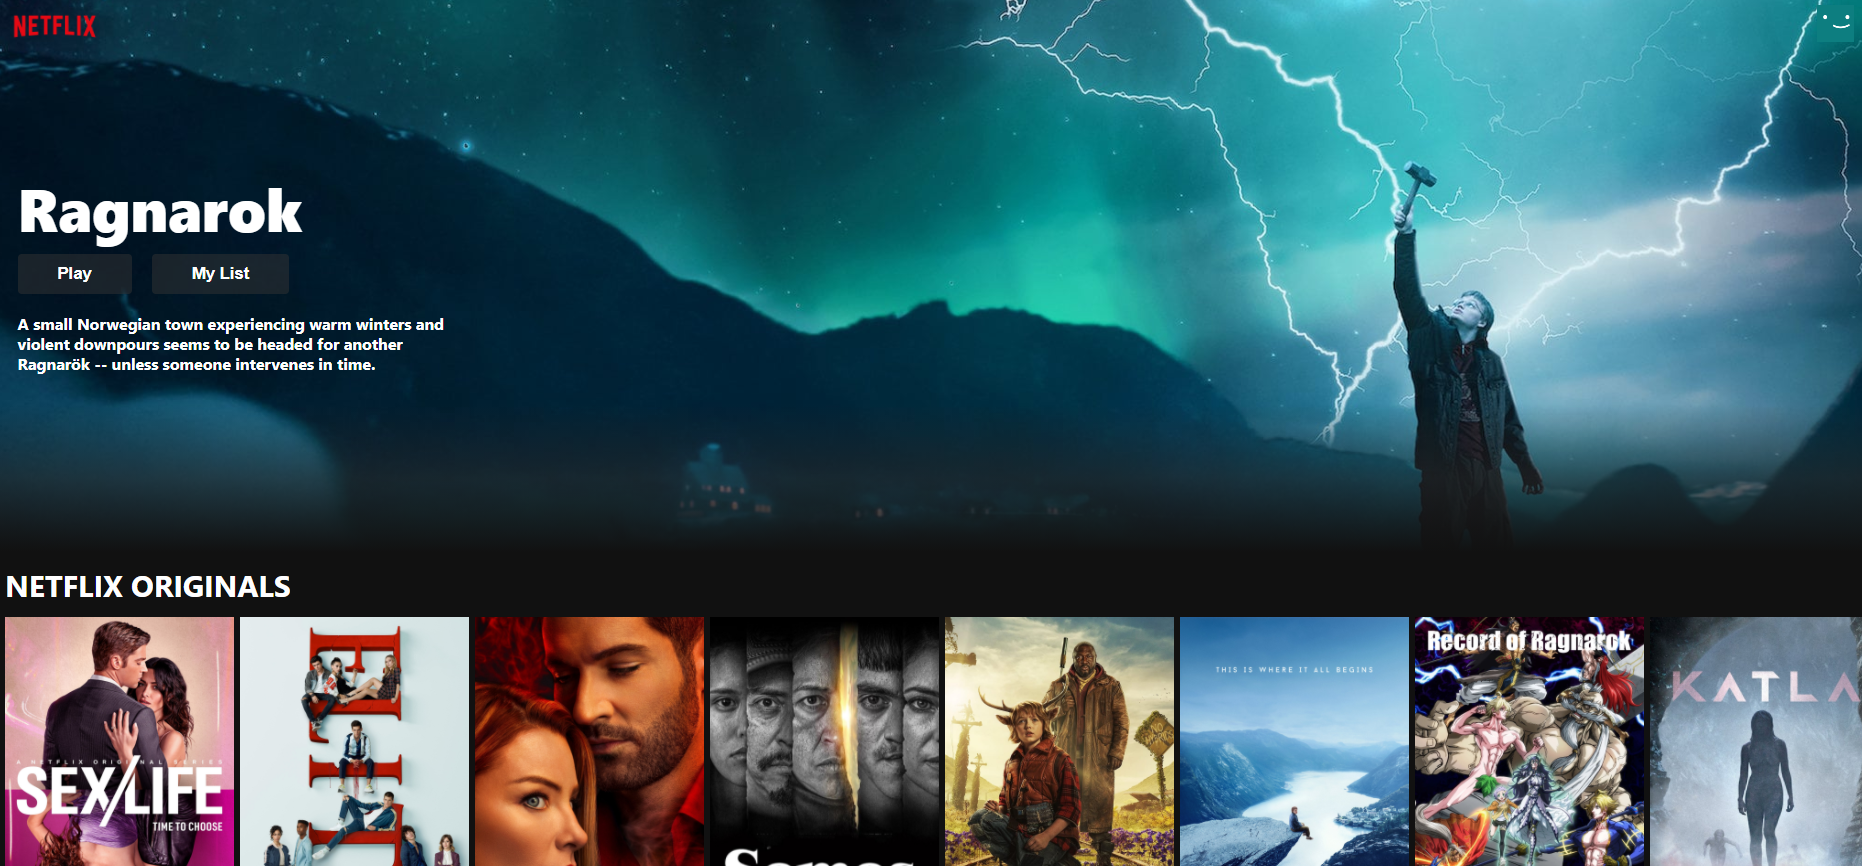 NETFLIX
Ragnarok
Play
My List
A small Norwegian town experiencing warm winters and
violent downpours seems to be headed for another
Ragnarök -- unless someone intervenes in time.
NETFLIX ORIGINALS
A NETFLIX ORIGINAL SERIES
SEX/LIFE
TIME TO CHOOSE
Somos
THIS IS WHERE IT ALL BEGINS
Record of Ragnarok
KATLA